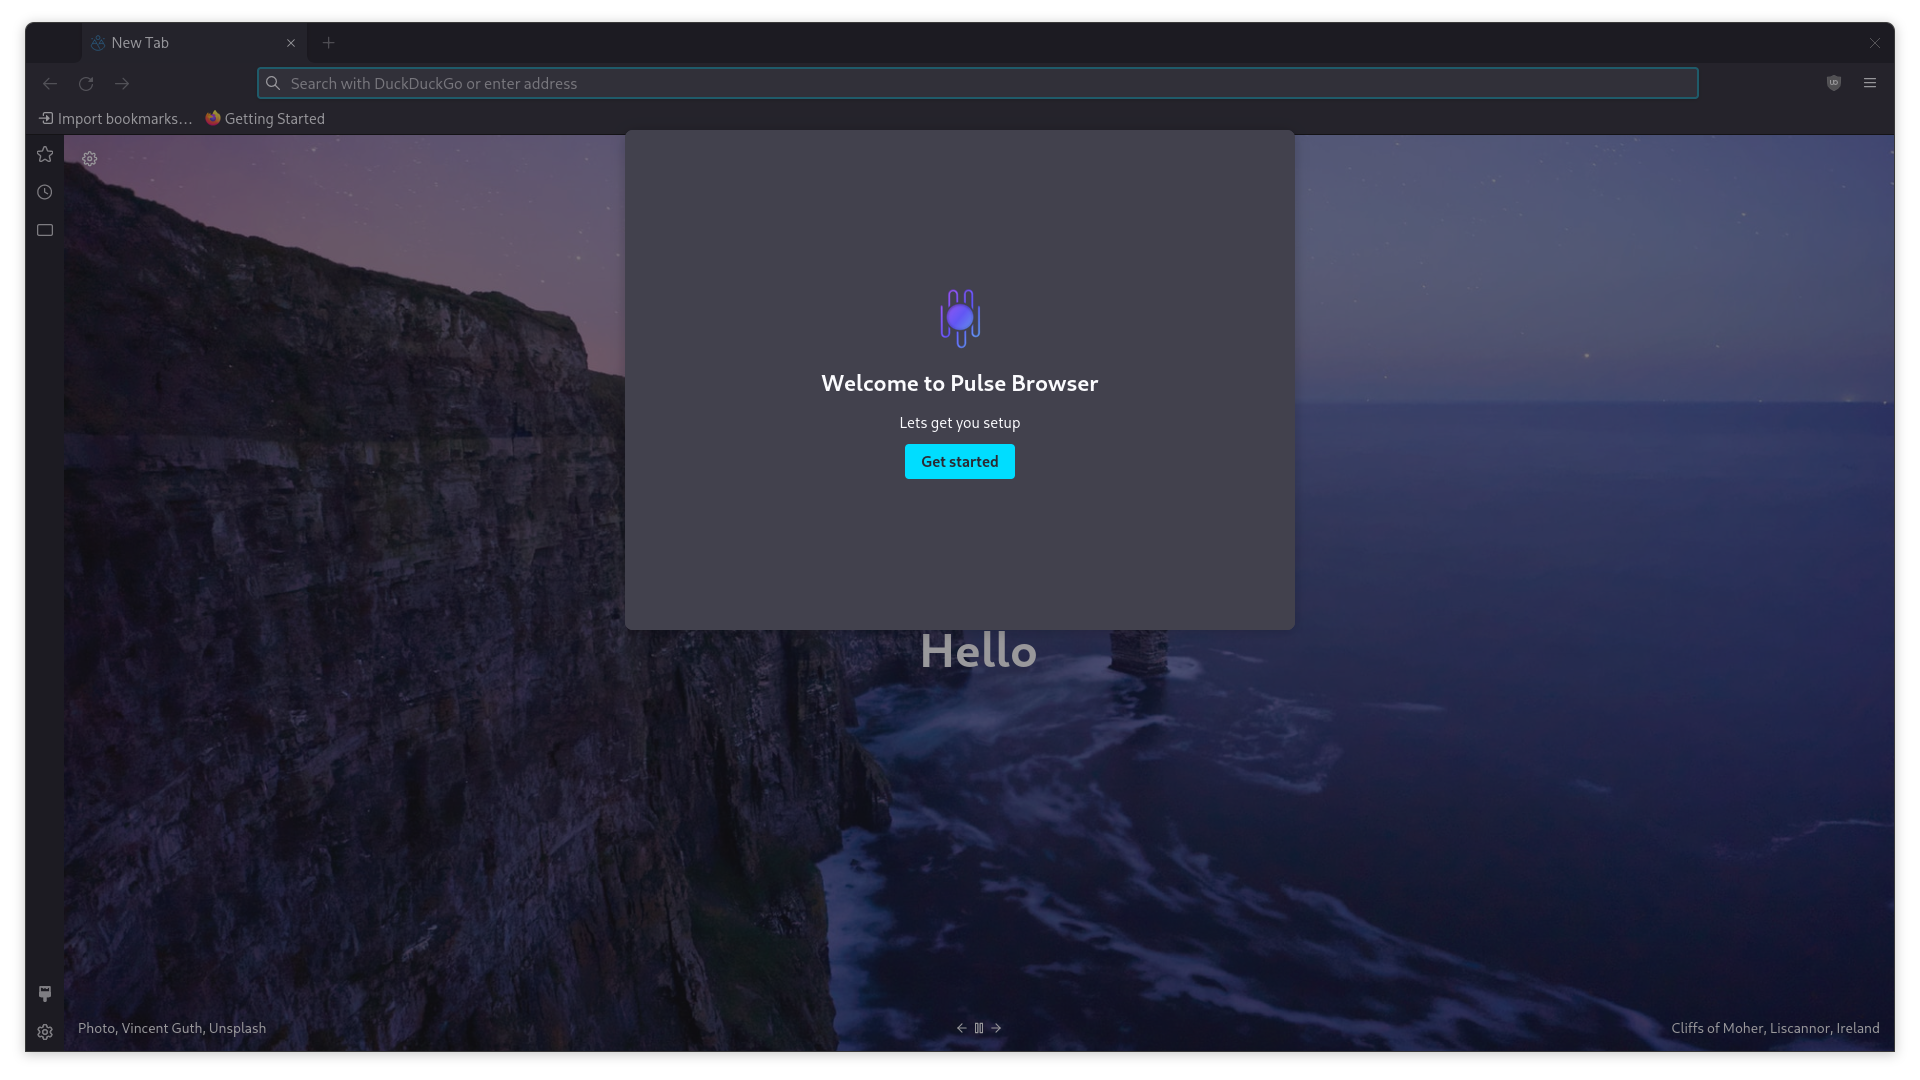 New Tab
Search with DuckDuckGo or enter address
Import bookmarks... Getting Started
Welcome to Pulse Browser
Lets get you setup
Get started
Hello
Photo, Vincent Guth, Unsplash
Cliffs of Moher, Liscannor, Ireland